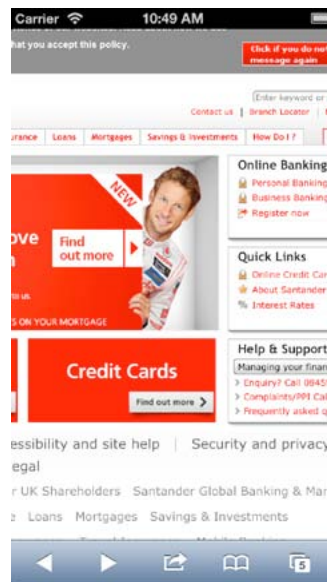 Carrier 10:49 AM
hat you accept this policy.
Click if you do not
message again
Enter keyword or
Contact us | Branch Locator |
urance Loans Mortgages Savings & Investments How Do I ?
Online Banking
Personal Banking
Business Banking
Register now
NEW
ove
Find
out more
to us.
'S ON YOUR MORTGAGE
Quick Links
Online Credit Car
About Santander
Interest Rates
Credit Cards
Find out more
Help & Support
Managing your finan
Enquiry? Call 0845
Complaints/PPI Cal
Frequently asked q
essibility and site help | Security and privacy
egal
r UK Shareholders Santander Global Banking & Mar
e Loans Mortgages Savings & Investments
5